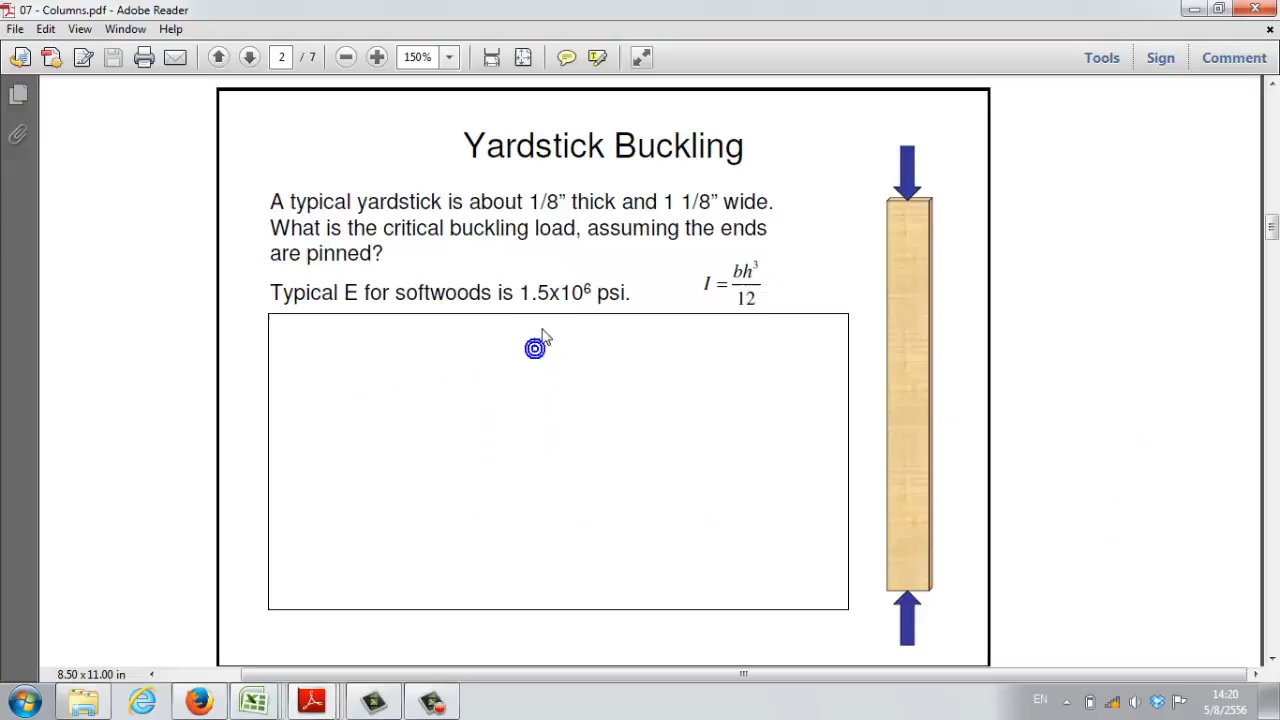 07 - Columns.pdf - Adobe Reader
File Edit View Window Help
2 / 7 150% Tools Sign Comment
Yardstick Buckling
A typical yardstick is about 1/8” thick and 1 1/8” wide.
What is the critical buckling load, assuming the ends
are pinned?
Typical E for softwoods is 1.5x10⁶ psi.
I = bh³/12
8.50 x 11.00 in
EN
14:20
5/8/2556